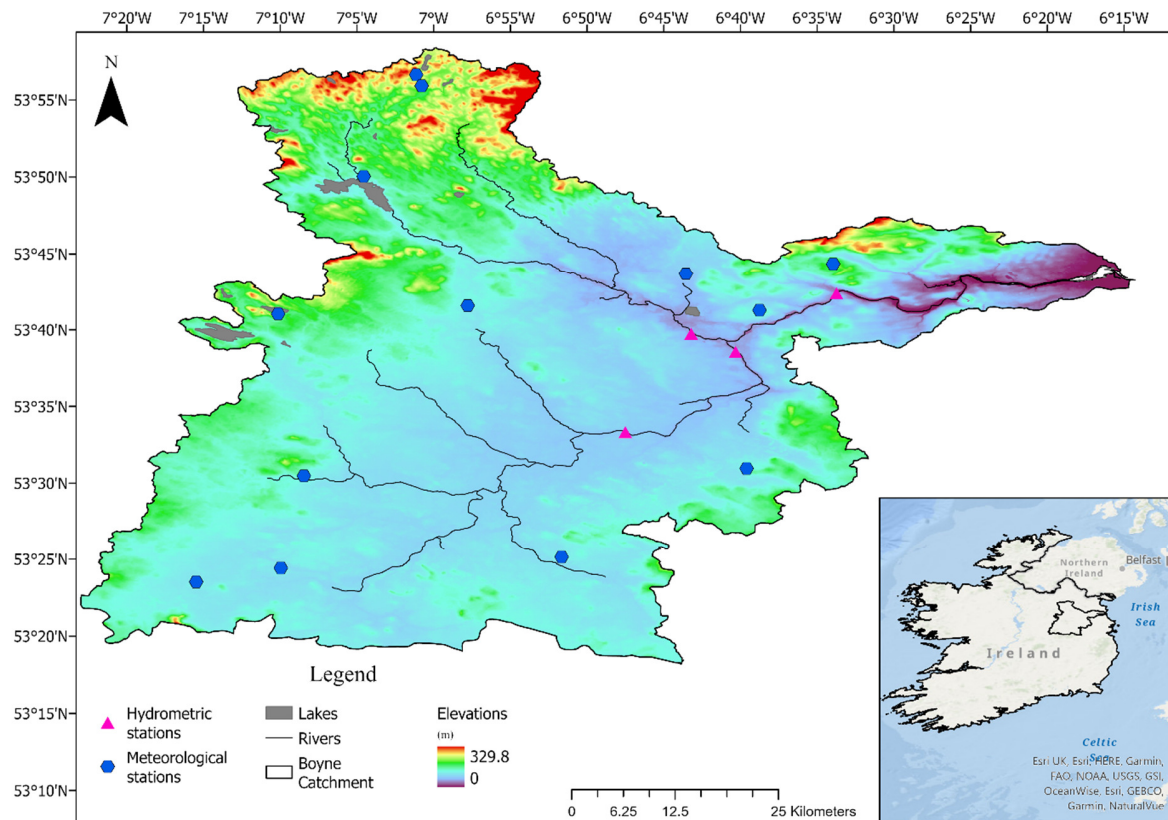 7°20'W 7°15'W 7°10'W 7°5'W 7°W 6°55'W 6°50'W 6°45'W 6°40'W 6°35'W 6°30'W 6°25'W 6°20'W 6°15'W
N
53°55'N
53°50'N
53°45'N
53°40'N
53°35'N
53°30'N
53°25'N
53°20'N
53°15'N
53°10'N
Legend
Hydrometric
stations
Meteorological
stations
Lakes
Rivers
Boyne
Catchment
Elevations
(m)
329.8
0
0 6.25 12.5 25 Kilometers
Northern
Ireland
Belfast
Irish
Sea
Ireland
Celtic
Sea
Esri UK, Esri, HERE, Garmin,
FAO, NOAA, USGS, GSI,
OceanWise, Esri, GEBCO,
Garmin, NaturalVue